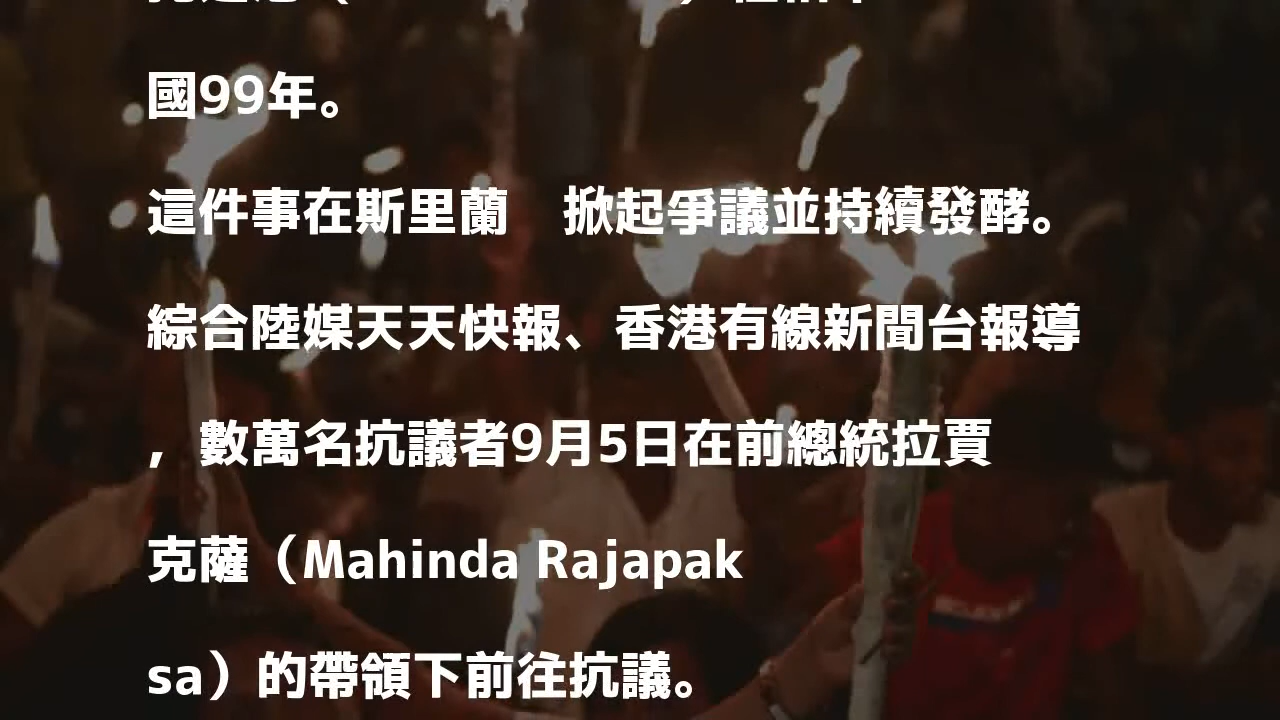 國99年。
這件事在斯里蘭　掀起爭議並持續發酵。
綜合陸媒天天快報、香港有線新聞台報導
，數萬名抗議者9月5日在前總統拉賈
克薩（Mahinda Rajapak
sa）的帶領下前往抗議。